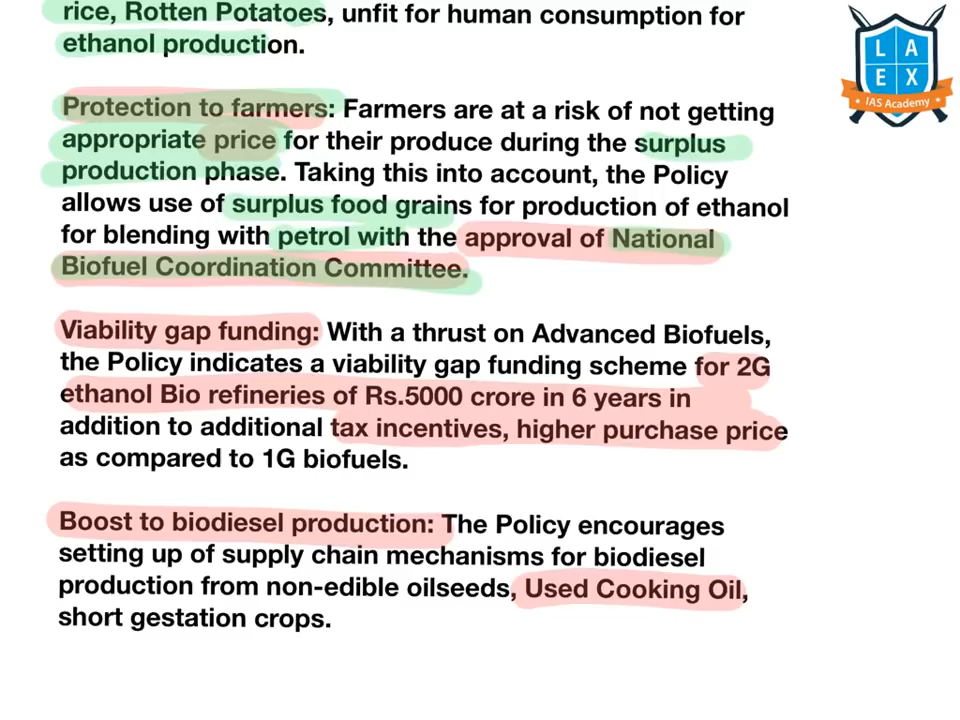 rice, Rotten Potatoes, unfit for human consumption for
ethanol production.
Protection to farmers: Farmers are at a risk of not getting
appropriate price for their produce during the surplus
production phase. Taking this into account, the Policy
allows use of surplus food grains for production of ethanol
for blending with petrol with the approval of National
Biofuel Coordination Committee.
Viability gap funding: With a thrust on Advanced Biofuels,
the Policy indicates a viability gap funding scheme for 2G
ethanol Bio refineries of Rs.5000 crore in 6 years in
addition to additional tax incentives, higher purchase price
as compared to 1G biofuels.
Boost to biodiesel production: The Policy encourages
setting up of supply chain mechanisms for biodiesel
production from non-edible oilseeds, Used Cooking Oil,
short gestation crops.
L A
E X
IAS Academy